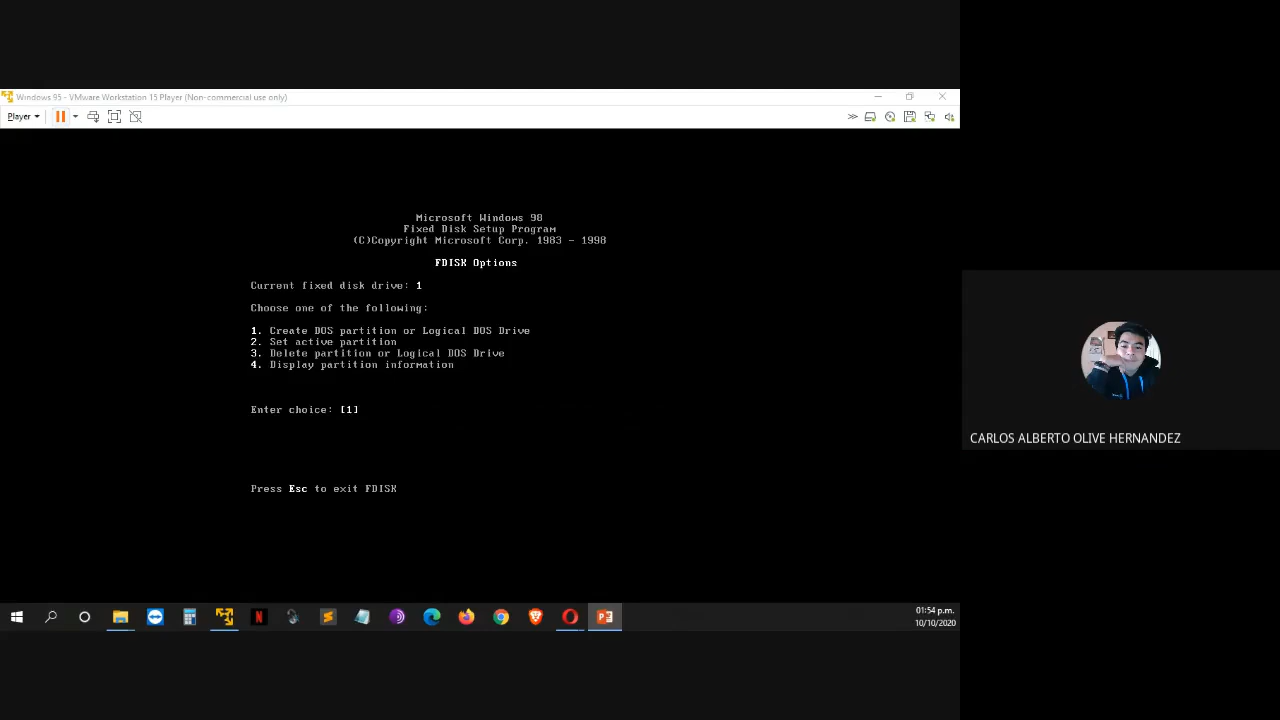 Windows 95 - VMware Workstation 15 Player (Non-commercial use only)
Player
Microsoft Windows 98
Fixed Disk Setup Program
(C)Copyright Microsoft Corp. 1983 - 1998
FDISK Options
Current fixed disk drive: 1
Choose one of the following:
1. Create DOS partition or Logical DOS Drive
2. Set active partition
3. Delete partition or Logical DOS Drive
4. Display partition information
Enter choice: [1]
Press Esc to exit FDISK
CARLOS ALBERTO OLIVE HERNANDEZ
01:54 p.m.
10/10/2020